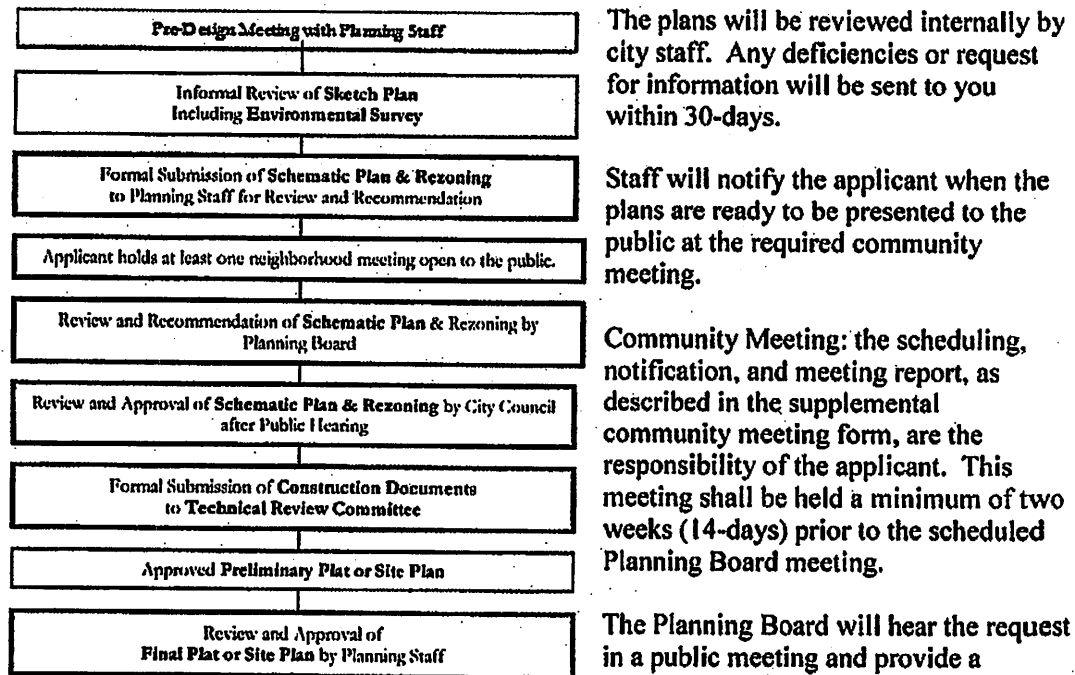 Pre-Design Meeting with Planning Staff
Informal Review of Sketch Plan
Including Environmental Survey
Formal Submission of Schematic Plan & Rezoning
to Planning Staff for Review and Recommendation
Applicant holds at least one neighborhood meeting open to the public.
Review and Recommendation of Schematic Plan & Rezoning by
Planning Board
Review and Approval of Schematic Plan & Rezoning by City Council
after Public Hearing
Formal Submission of Construction Documents
to Technical Review Committee
Approved Preliminary Plat or Site Plan
Review and Approval of
Final Plat or Site Plan by Planning Staff
The plans will be reviewed internally by
city staff. Any deficiencies or request
for information will be sent to you
within 30-days.
Staff will notify the applicant when the
plans are ready to be presented to the
public at the required community
meeting.
Community Meeting: the scheduling,
notification, and meeting report, as
described in the supplemental
community meeting form, are the
responsibility of the applicant. This
meeting shall be held a minimum of two
weeks (14-days) prior to the scheduled
Planning Board meeting.
The Planning Board will hear the request
in a public meeting and provide a